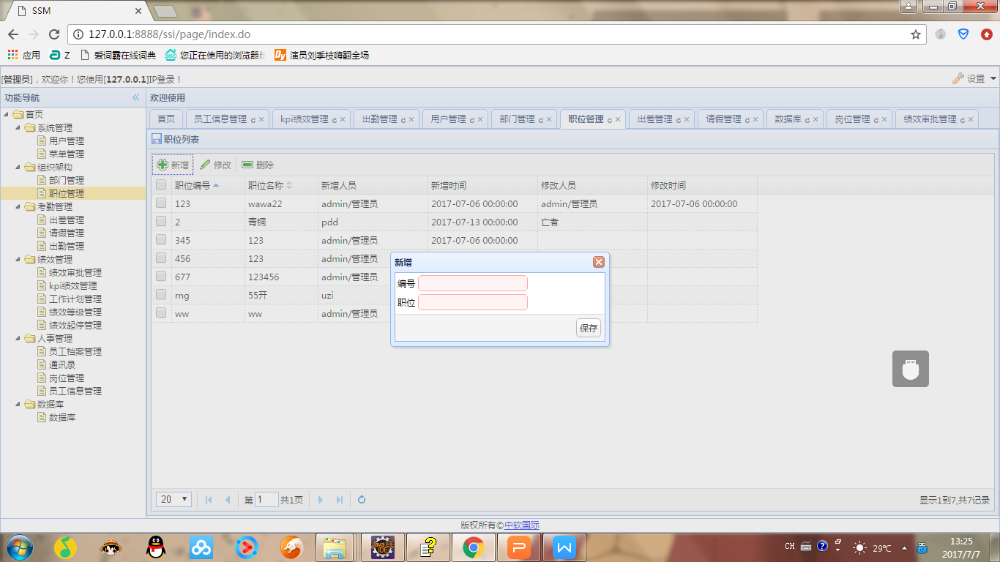 SSM
127.0.0.1:8888/ssi/page/index.do
应用 Z 爱词霸在线词典 360 您正在使用的浏览器版 Dy 演员刘季枝嗨翻全场
[管理员]，欢迎你！您使用[127.0.0.1]IP登录！ 设置
功能导航 欢迎使用
首页 员工信息管理 kpi绩效管理 出勤管理 用户管理 部门管理 职位管理 出差管理 请假管理 数据库 岗位管理 绩效审批管理
首页
系统管理
用户管理
菜单管理
组织架构
部门管理
职位管理
考勤管理
出差管理
请假管理
出勤管理
绩效管理
绩效审批管理
kpi绩效管理
工作计划管理
绩效等级管理
绩效起停管理
人事管理
员工档案管理
通讯录
岗位管理
员工信息管理
数据库
数据库
职位列表
新增 修改 删除
职位编号 职位名称 新增人员 新增时间 修改人员 修改时间
123 wawa22 admin/管理员 2017-07-06 00:00:00 admin/管理员 2017-07-06 00:00:00
2 青铜 pdd 2017-07-13 00:00:00 亡者
345 123 admin/管理员 2017-07-06 00:00:00
456 123 admin/管理员
677 123456 admin/管理员
rng 55开 uzi
ww ww admin/管理员
新增
编号
职位
保存
20 第 1 共1页 显示1到7,共7记录
版权所有©中软国际
Java EE
IDE
CH 29℃ 13:25
2017/7/7